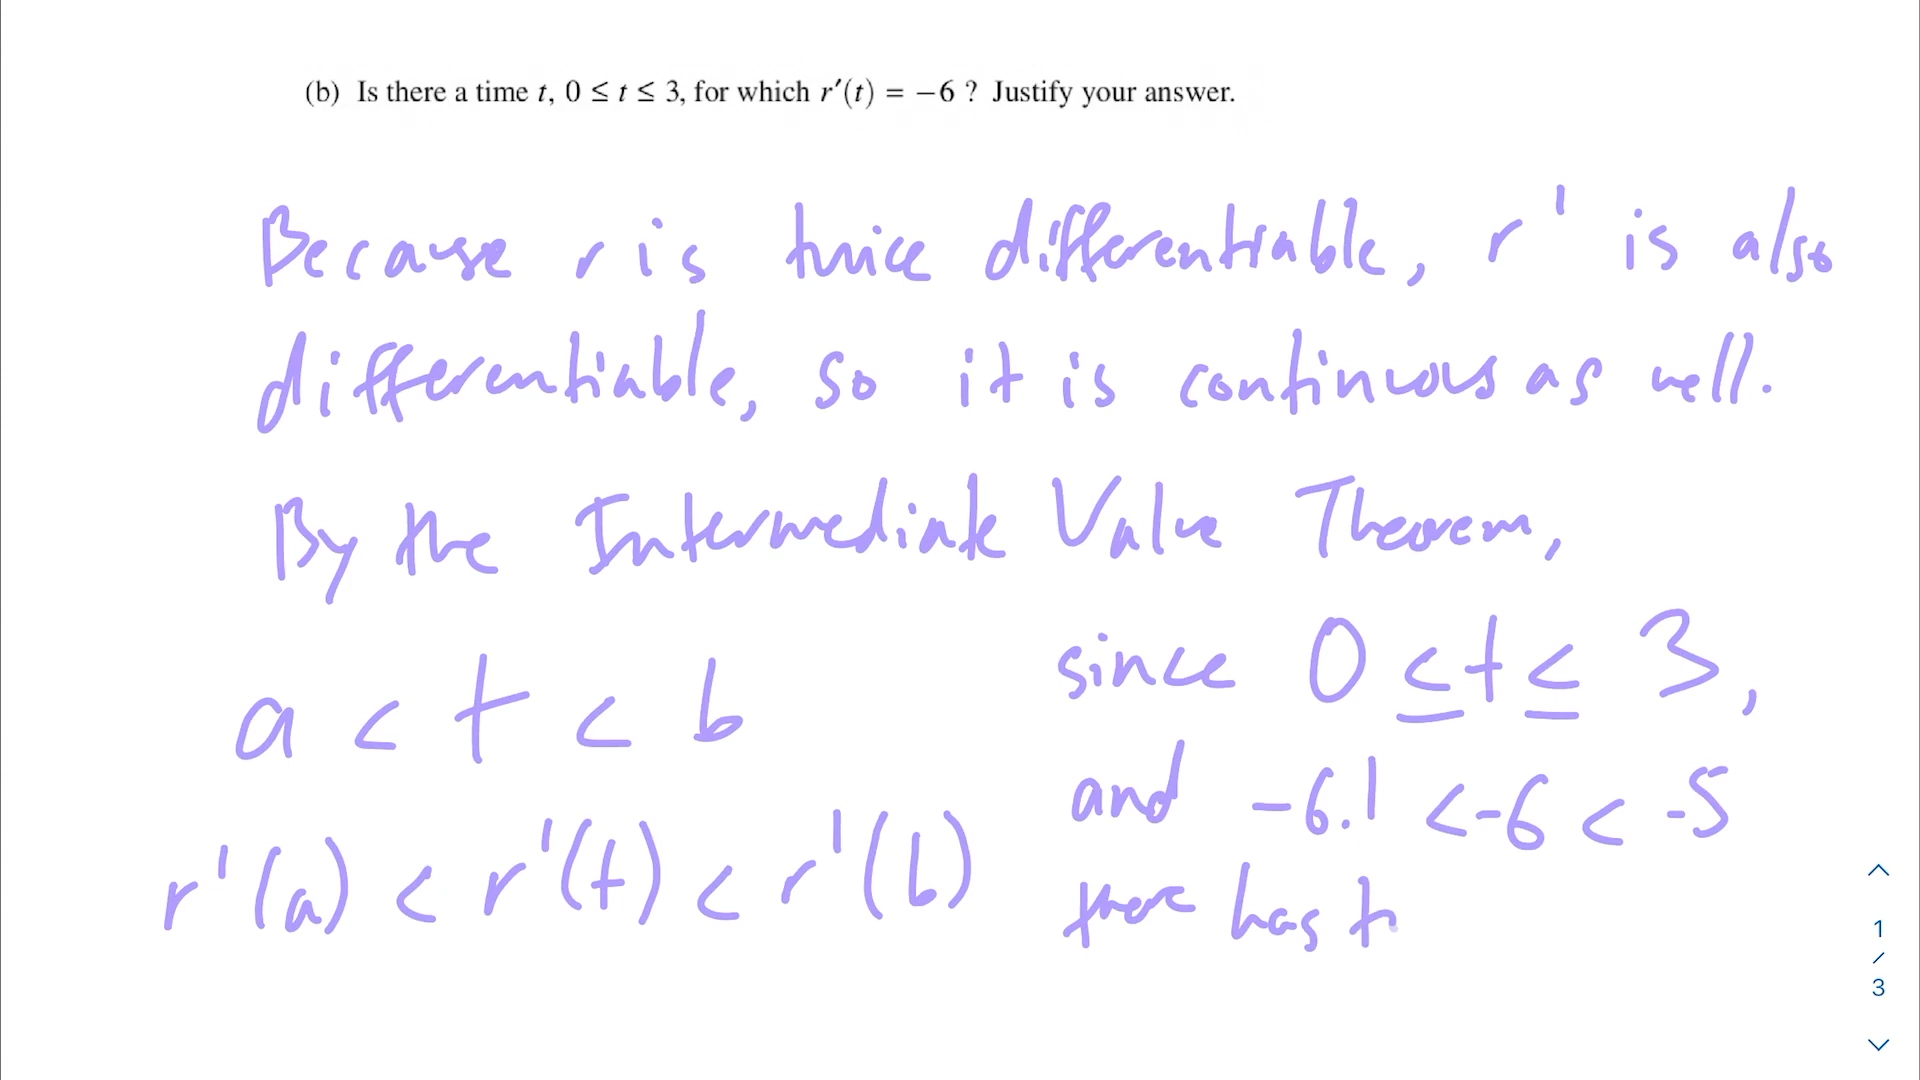 (b) Is there a time t, 0 ≤ t ≤ 3, for which r′(t) = −6 ? Justify your answer.
Because r is twice differentiable, r' is also
differentiable, so it is continuous as well.
By the Intermediate Value Theorem,
a < t < b
r'(a) < r'(t) < r'(b)
since 0 ≤ t ≤ 3,
and -6.1 < -6 < -5
there has t
1
/
3